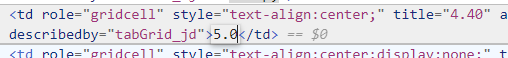 <td role="gridcell" style="text-align:center;" title="4.40" a
describedby="tabGrid_jd">5.0</td> == $0
<td role="gridcell" style="text-align:center;display:none;" t